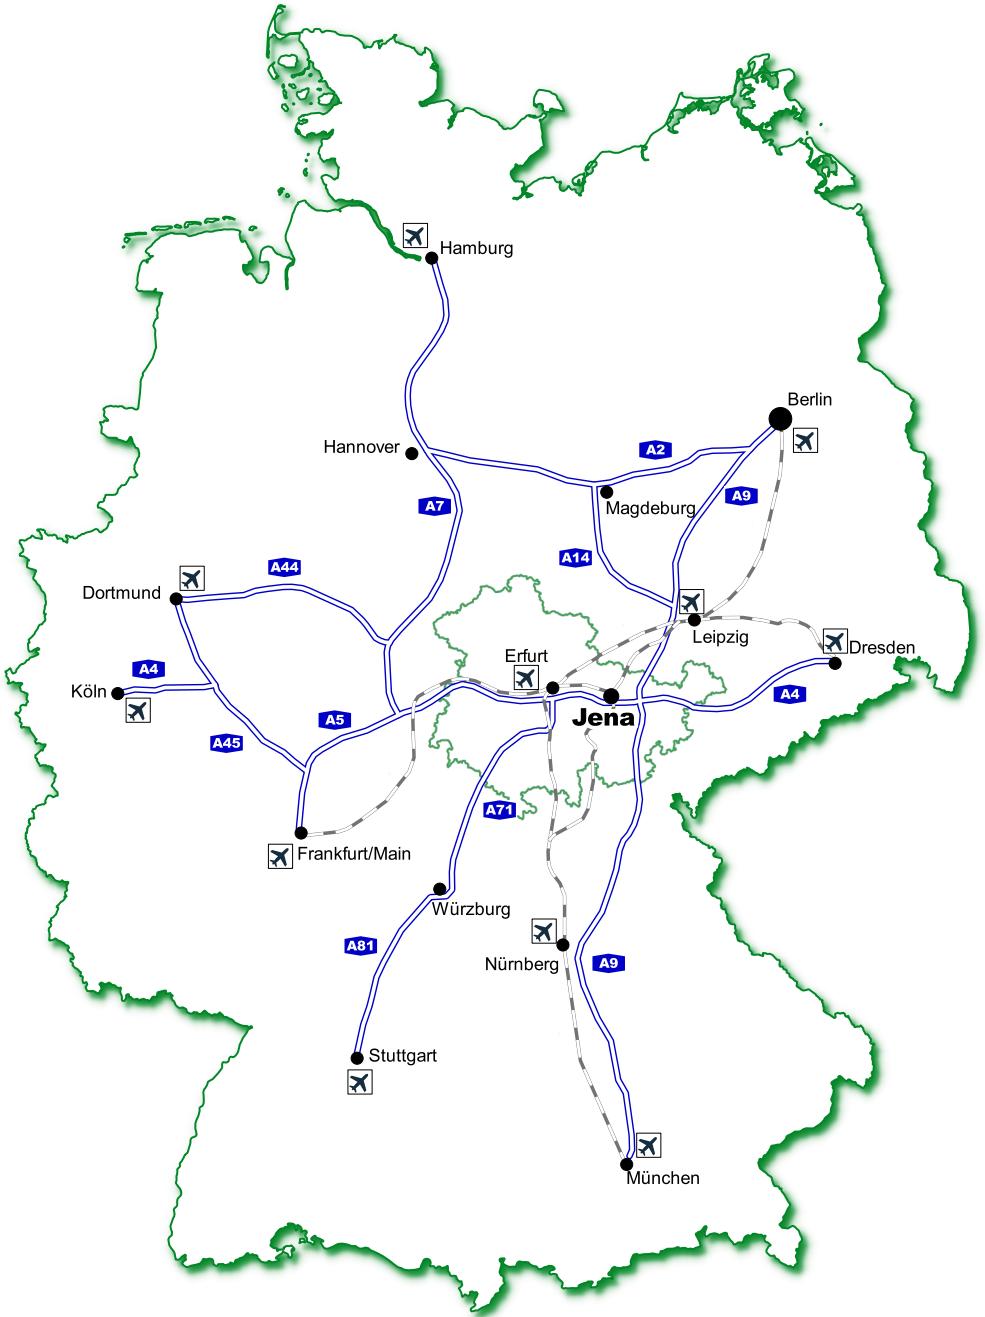 Hamburg
Berlin
Hannover
A2
A9
A7
Magdeburg
A14
A44
Dortmund
Leipzig
Dresden
Erfurt
A4
Köln
A4
Jena
A5
A45
A71
Frankfurt/Main
Würzburg
A81
Nürnberg
A9
Stuttgart
München